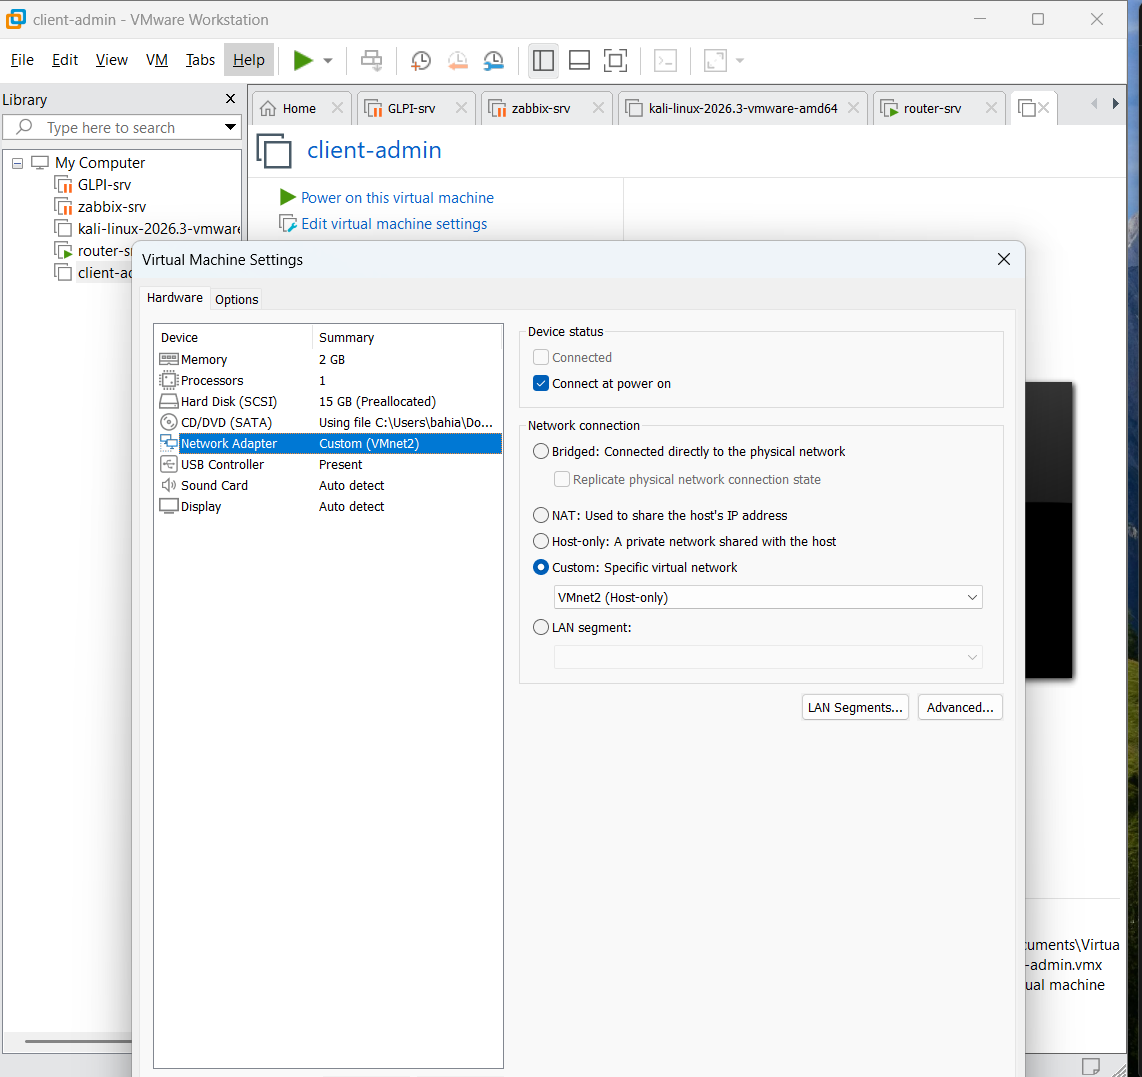 client-admin - VMware Workstation
File Edit View VM Tabs Help
Library
Type here to search
My Computer
GLPI-srv
zabbix-srv
kali-linux-2026.3-vmware
router-s
client-ad
Home GLPI-srv zabbix-srv kali-linux-2026.3-vmware-amd64 router-srv
client-admin
Power on this virtual machine
Edit virtual machine settings
Virtual Machine Settings
Hardware Options
Device Summary
Memory 2 GB
Processors 1
Hard Disk (SCSI) 15 GB (Preallocated)
CD/DVD (SATA) Using file C:\Users\bahia\Do...
Network Adapter Custom (VMnet2)
USB Controller Present
Sound Card Auto detect
Display Auto detect
Device status
Connected
Connect at power on
Network connection
Bridged: Connected directly to the physical network
Replicate physical network connection state
NAT: Used to share the host's IP address
Host-only: A private network shared with the host
Custom: Specific virtual network
VMnet2 (Host-only)
LAN segment:
LAN Segments... Advanced...
cuments\Virtua
-admin.vmx
ual machine